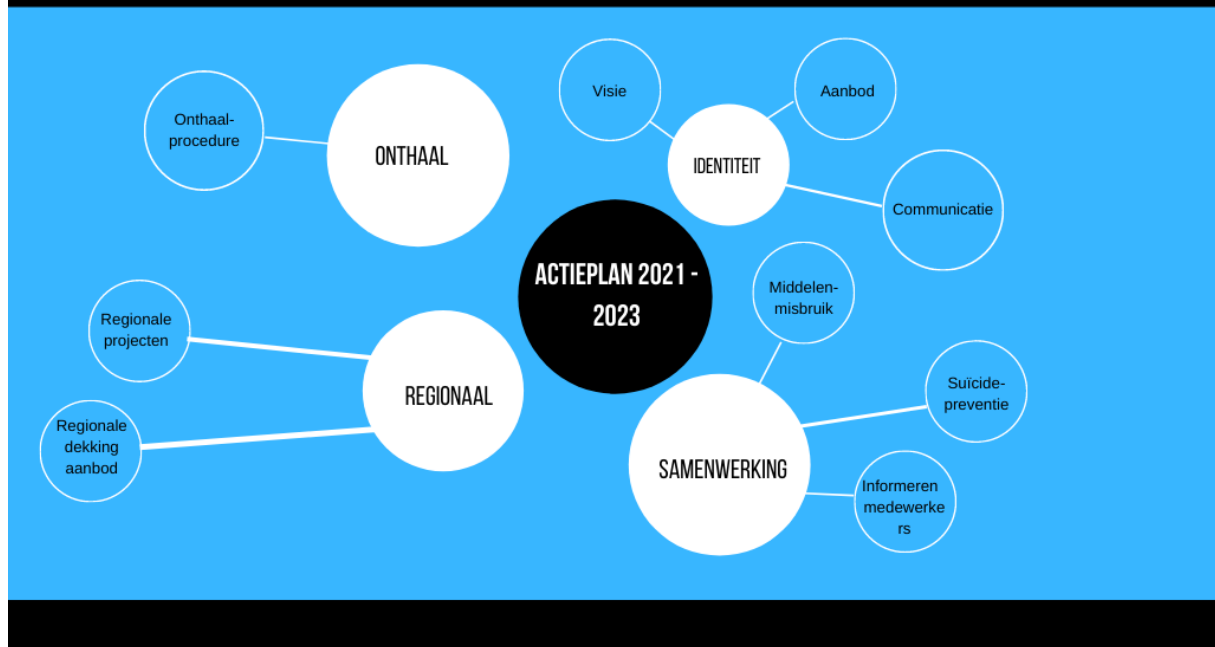 Visie
Aanbod
Onthaal-
procedure
ONTHAAL
IDENTITEIT
Communicatie
ACTIEPLAN 2021 -
2023
Middelen-
misbruik
Regionale
projecten
REGIONAAL
Suïcide-
preventie
Regionale
dekking
aanbod
SAMENWERKING
Informeren
medewerke
rs